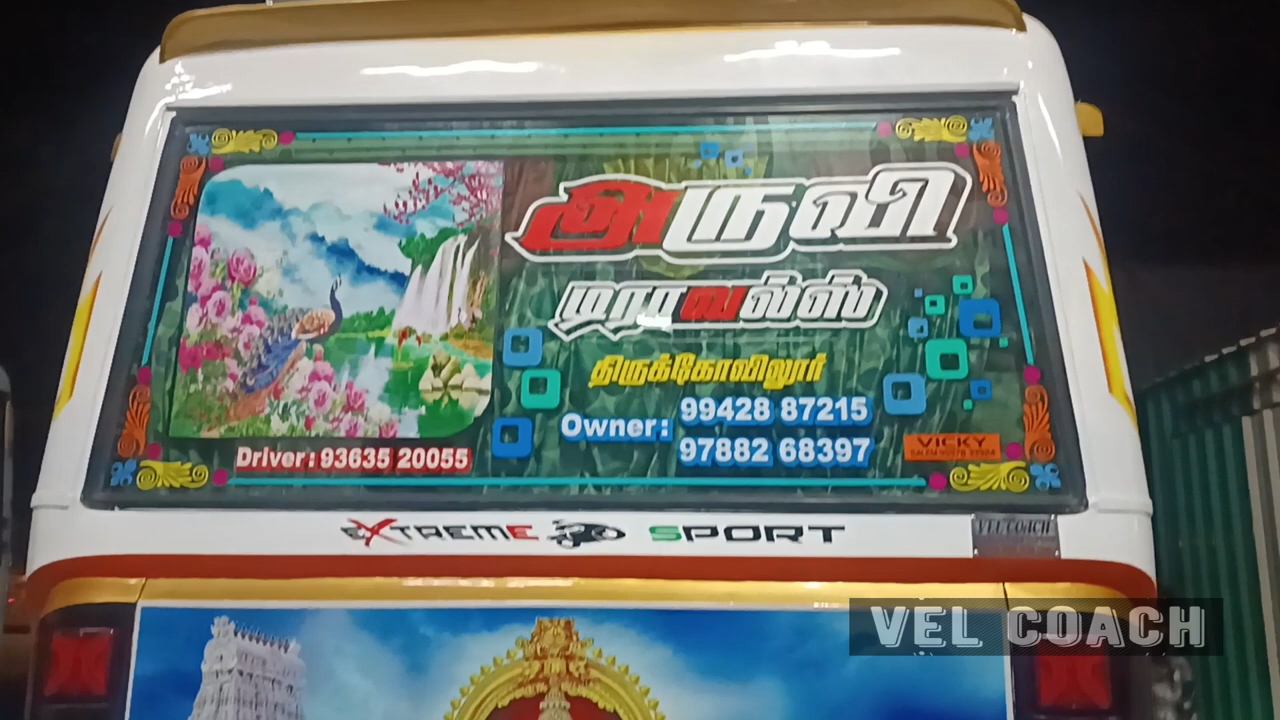 அருவி
டிராவல்ஸ்
திருக்கோவிலூர்
Owner: 99428 87215
97882 68397
Driver: 93635 20055
VICKY
EXTREME SPORT
VEL COACH
VEL COACH